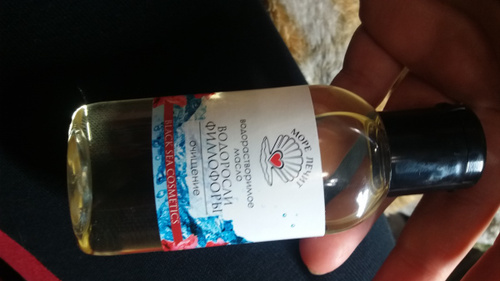 МОРЕ ЛЕЧИТ
водорастворимое
масло
ВОДОРОСЛИ
ФИЛЛОФОРЫ
очищение
BLACK SEA COSMETICS